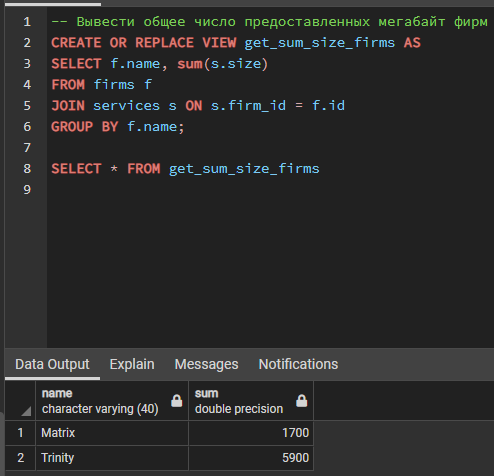 1 -- Вывести общее число предоставленных мегабайт фирм
2 CREATE OR REPLACE VIEW get_sum_size_firms AS
3 SELECT f.name, sum(s.size)
4 FROM firms f
5 JOIN services s ON s.firm_id = f.id
6 GROUP BY f.name;
7
8 SELECT * FROM get_sum_size_firms
9
Data Output Explain Messages Notifications
name sum
character varying (40) double precision
1 Matrix 1700
2 Trinity 5900